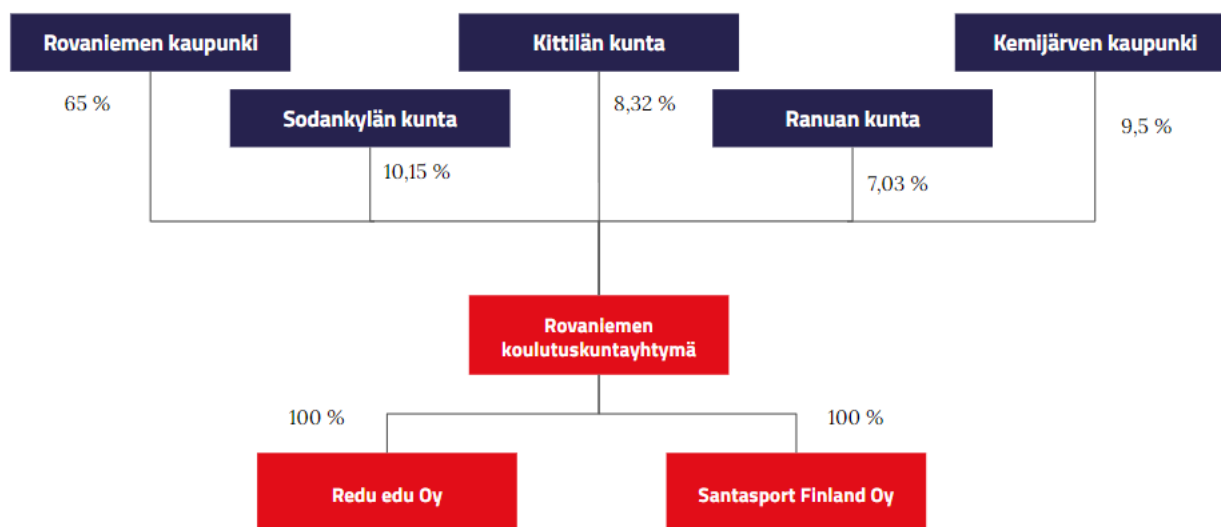 Rovaniemen kaupunki
Kittilän kunta
Kemijärven kaupunki
65 %
Sodankylän kunta
8,32 %
Ranuan kunta
9,5 %
10,15 %
7,03 %
Rovaniemen
koulutuskuntayhtymä
100 %
100 %
Redu edu Oy
Santasport Finland Oy